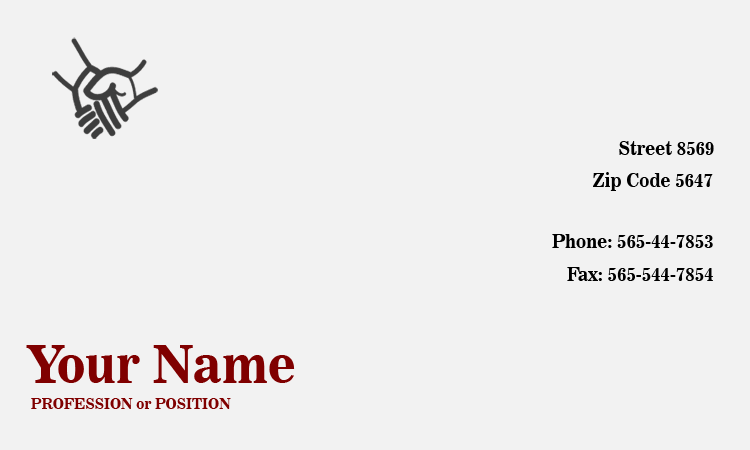 Street 8569
Zip Code 5647
Phone: 565-44-7853
Fax: 565-544-7854
Your Name
PROFESSION or POSITION